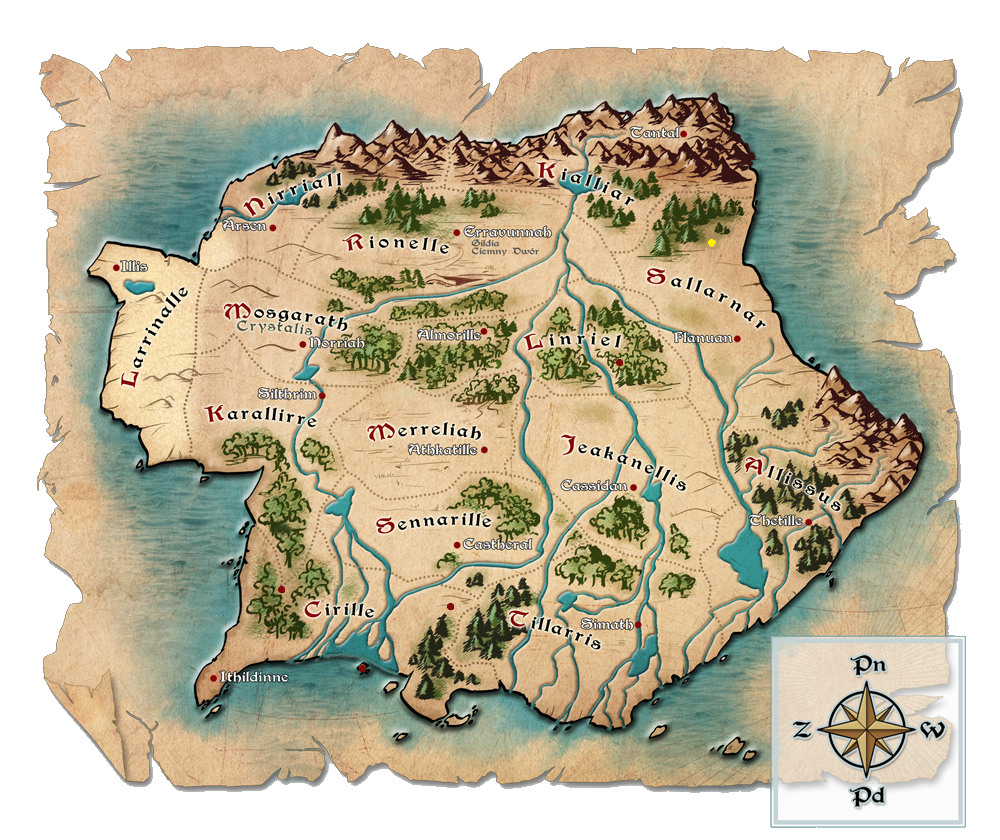 Tantal
Kialliar
Nirriall
Arsen
Erravunnah
Gildia
Ciemny Dwór
Rionelle
Illis
Sallarnar
Larrinalle
Mosgarath
Crystalis
Norriah
Almorille
Linriel
Flanuan
Silthrim
Karallirre
Merreliah
Athkatille
Jeakanellis
Cassidan
Allissus
Thetille
Sennarille
Castheral
Cirille
Tillarris
Simath
Ithildinne
Pn
Z
W
Pd